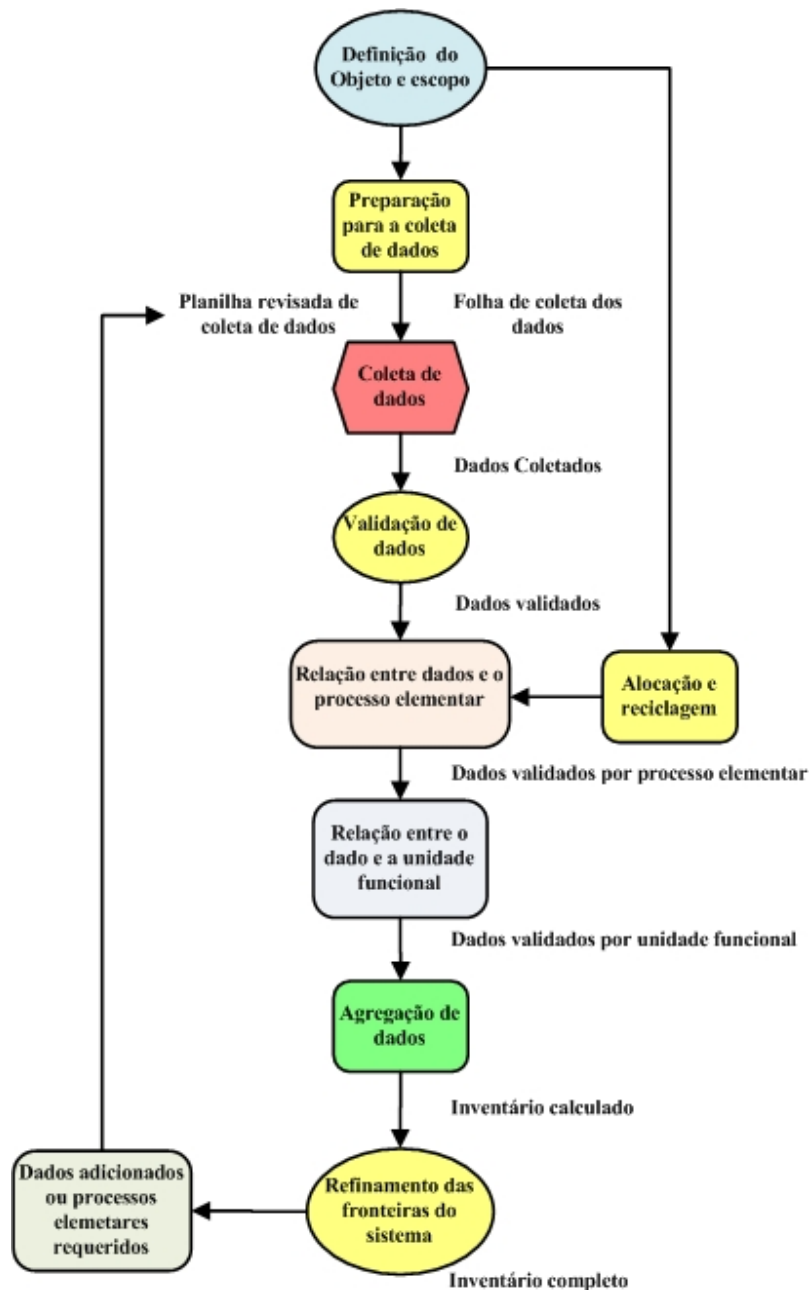 Definição do
Objeto e escopo
Preparação
para a coleta
de dados
Planilha revisada de
coleta de dados
Folha de coleta dos
dados
Coleta de
dados
Dados Coletados
Validação de
dados
Dados validados
Relação entre dados e o
processo elementar
Alocação e
reciclagem
Dados validados por processo elementar
Relação entre o
dado e a unidade
funcional
Dados validados por unidade funcional
Agregação de
dados
Inventário calculado
Dados adicionados
ou processos
elemetares
requeridos
Refinamento das
fronteiras do
sistema
Inventário completo